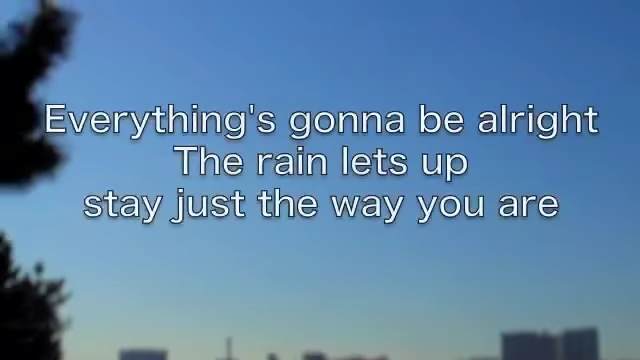 Everything's gonna be alright
The rain lets up
stay just the way you are